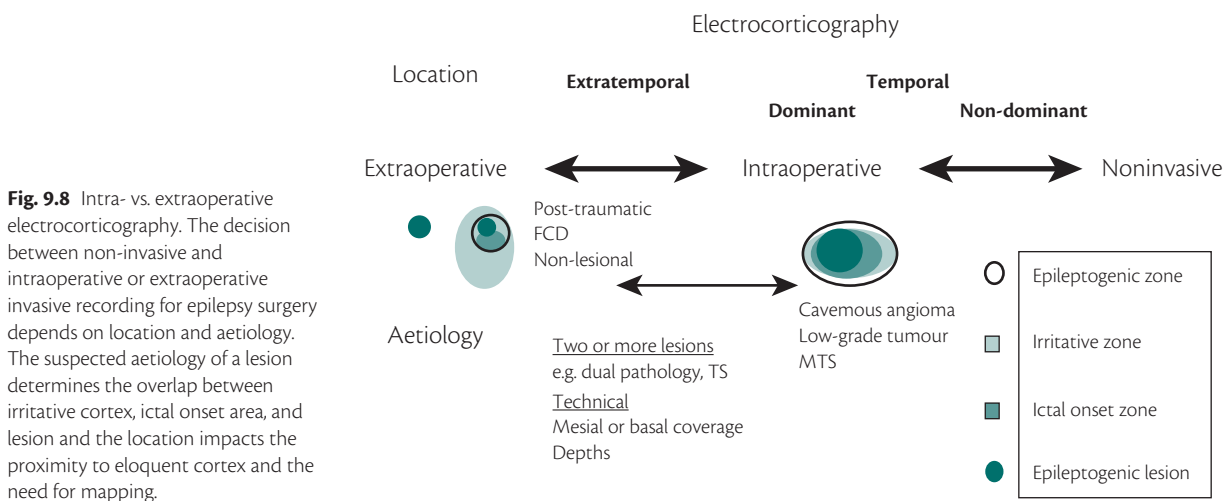 Electrocorticography
Location
Extratemporal
Temporal
Dominant
Non-dominant
Extraoperative
Intraoperative
Noninvasive
Fig. 9.8 Intra- vs. extraoperative
electrocorticography. The decision
between non-invasive and
intraoperative or extraoperative
invasive recording for epilepsy surgery
depends on location and aetiology.
The suspected aetiology of a lesion
determines the overlap between
irritative cortex, ictal onset area, and
lesion and the location impacts the
proximity to eloquent cortex and the
need for mapping.
Post-traumatic
FCD
Non-lesional
Aetiology
Two or more lesions
e.g. dual pathology, TS
Technical
Mesial or basal coverage
Depths
Cavemous angioma
Low-grade tumour
MTS
Epileptogenic zone
Irritative zone
Ictal onset zone
Epileptogenic lesion